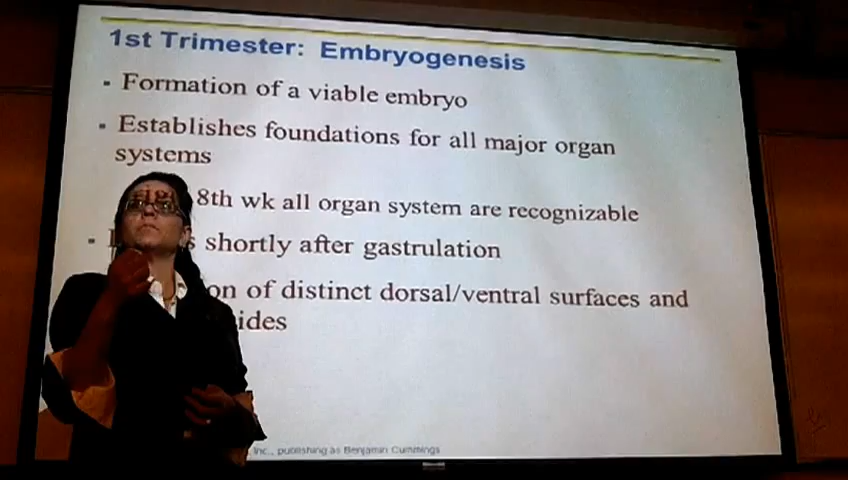 1st Trimester: Embryogenesis
▪ Formation of a viable embryo
▪ Establishes foundations for all major organ
systems
8th wk all organ system are recognizable
▪ shortly after gastrulation
of distinct dorsal/ventral surfaces and
Inc., publishing as Benjamin Cummings